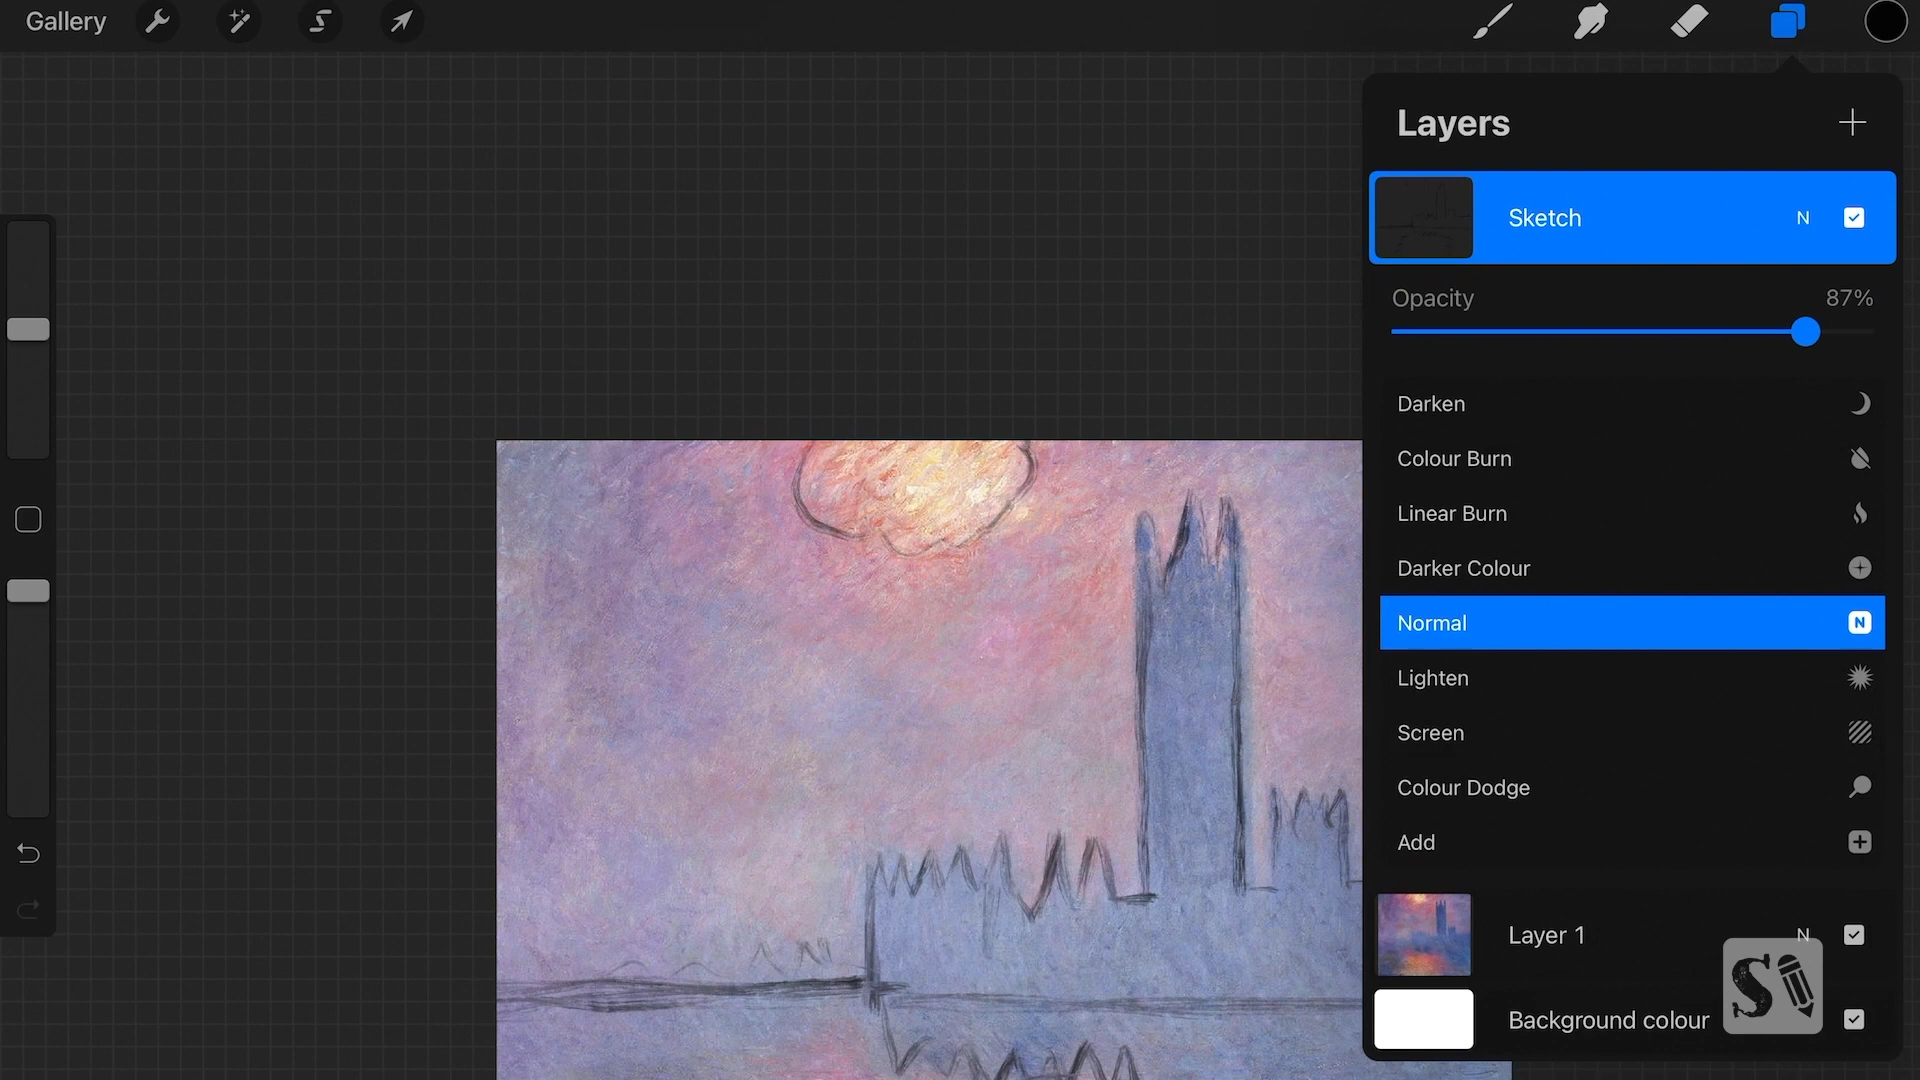 Gallery
Layers
Sketch
N
Opacity
87%
Darken
Colour Burn
Linear Burn
Darker Colour
Normal
N
Lighten
Screen
Colour Dodge
Add
Layer 1
N
Background colour
S